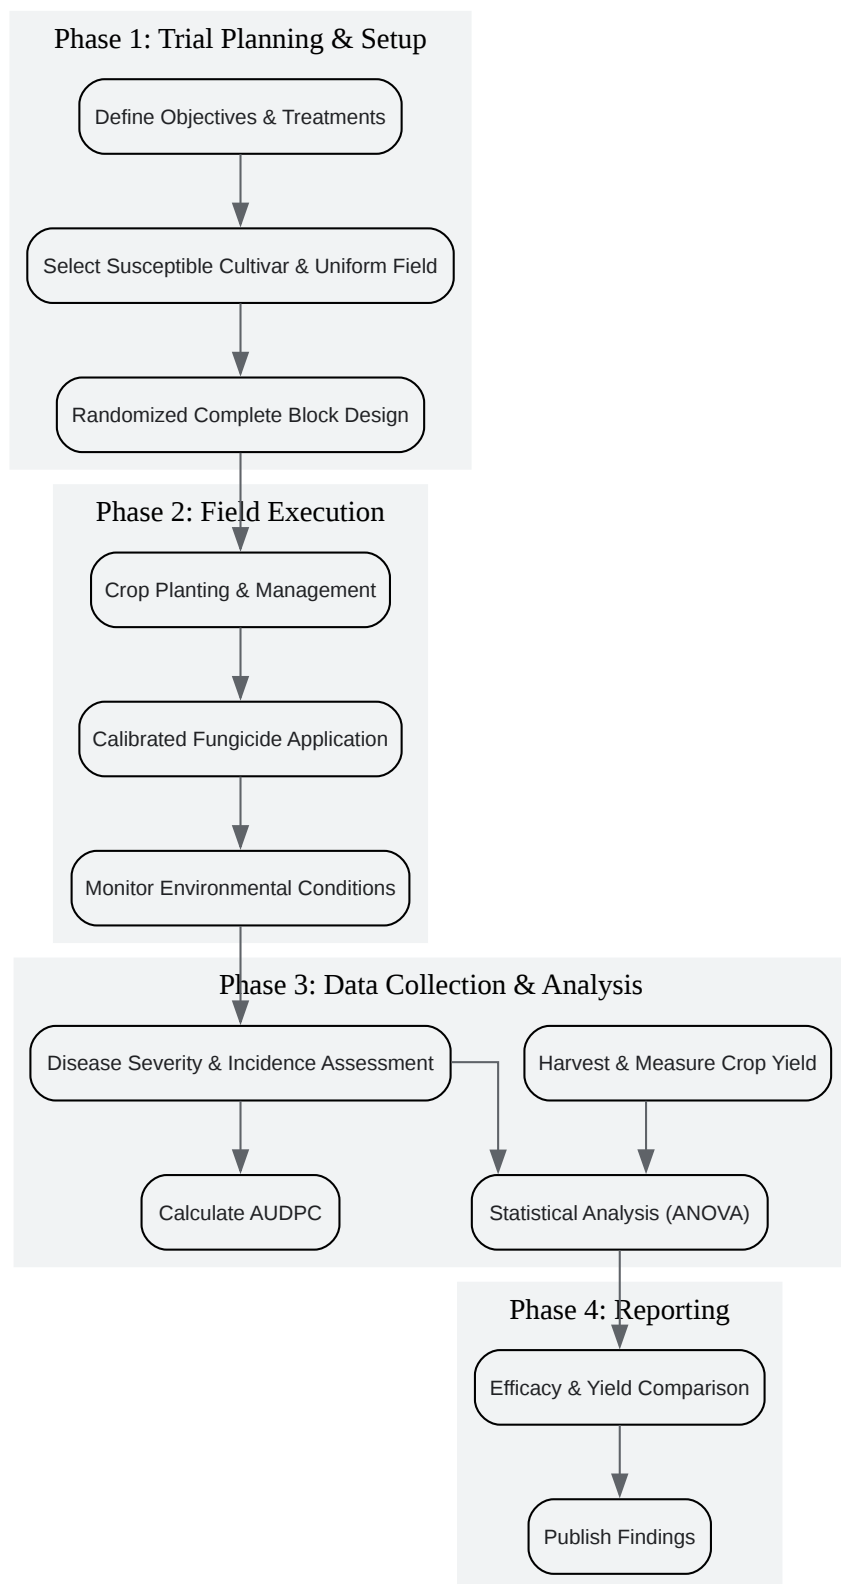 Phase 1: Trial Planning & Setup
Define Objectives & Treatments
Select Susceptible Cultivar & Uniform Field
Randomized Complete Block Design
Phase 2: Field Execution
Crop Planting & Management
Calibrated Fungicide Application
Monitor Environmental Conditions
Phase 3: Data Collection & Analysis
Disease Severity & Incidence Assessment
Harvest & Measure Crop Yield
Calculate AUDPC
Statistical Analysis (ANOVA)
Phase 4: Reporting
Efficacy & Yield Comparison
Publish Findings